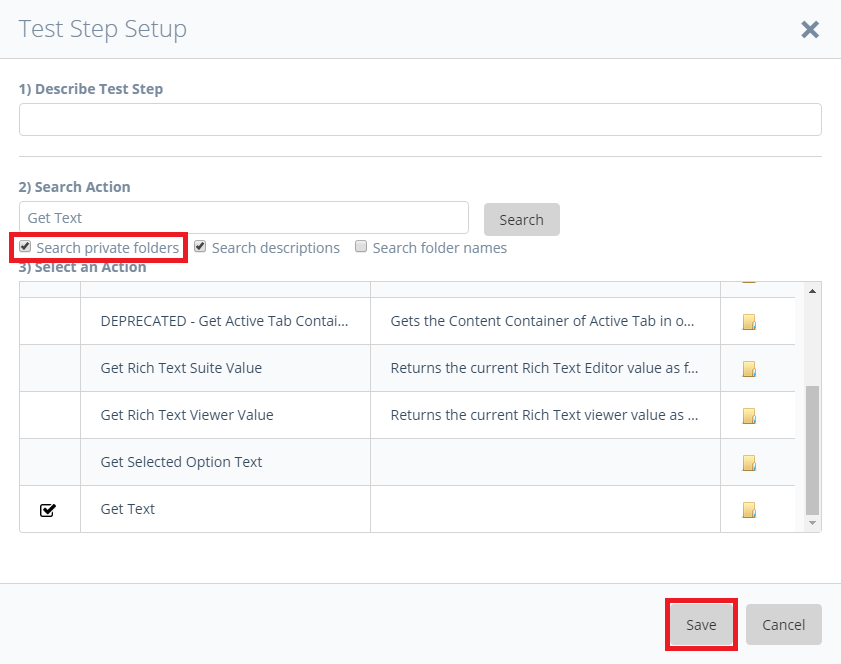 Test Step Setup
1) Describe Test Step
2) Search Action
Get Text
Search
Search private folders
Search descriptions
Search folder names
3) Select an Action
DEPRECATED - Get Active Tab Contai...
Gets the Content Container of Active Tab in o...
Get Rich Text Suite Value
Returns the current Rich Text Editor value as f...
Get Rich Text Viewer Value
Returns the current Rich Text viewer value as ...
Get Selected Option Text
Get Text
Save
Cancel